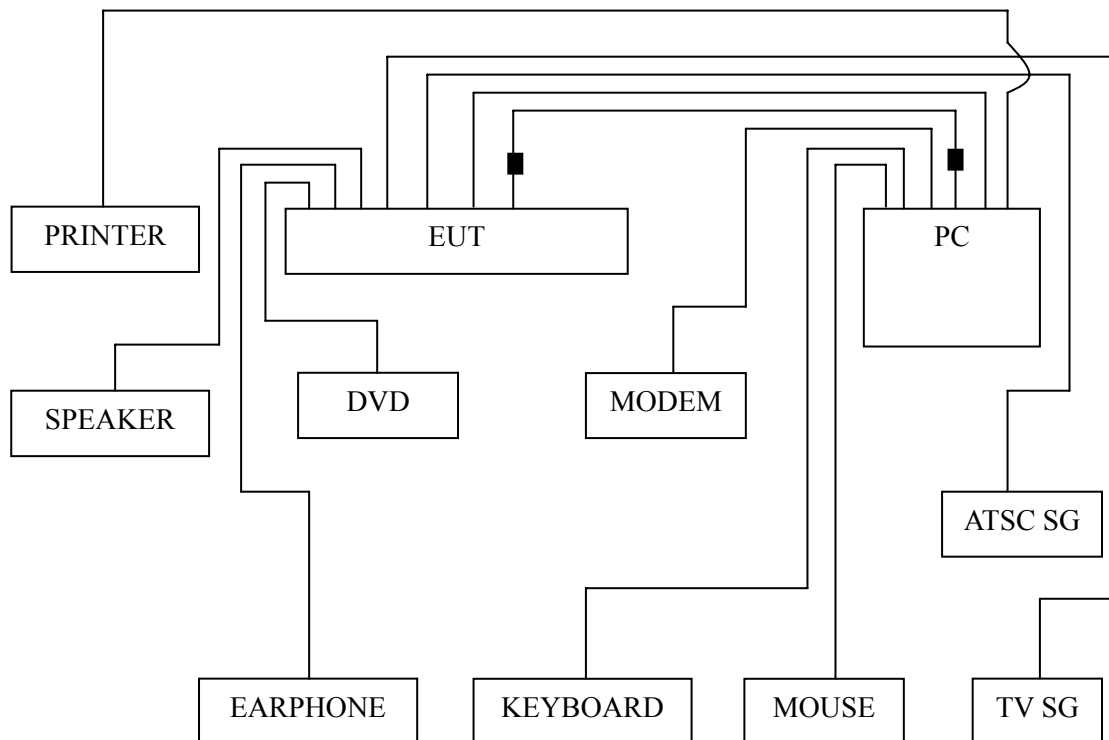 PRINTER
EUT
PC
SPEAKER
DVD
MODEM
ATSC SG
EARPHONE
KEYBOARD
MOUSE
TV SG